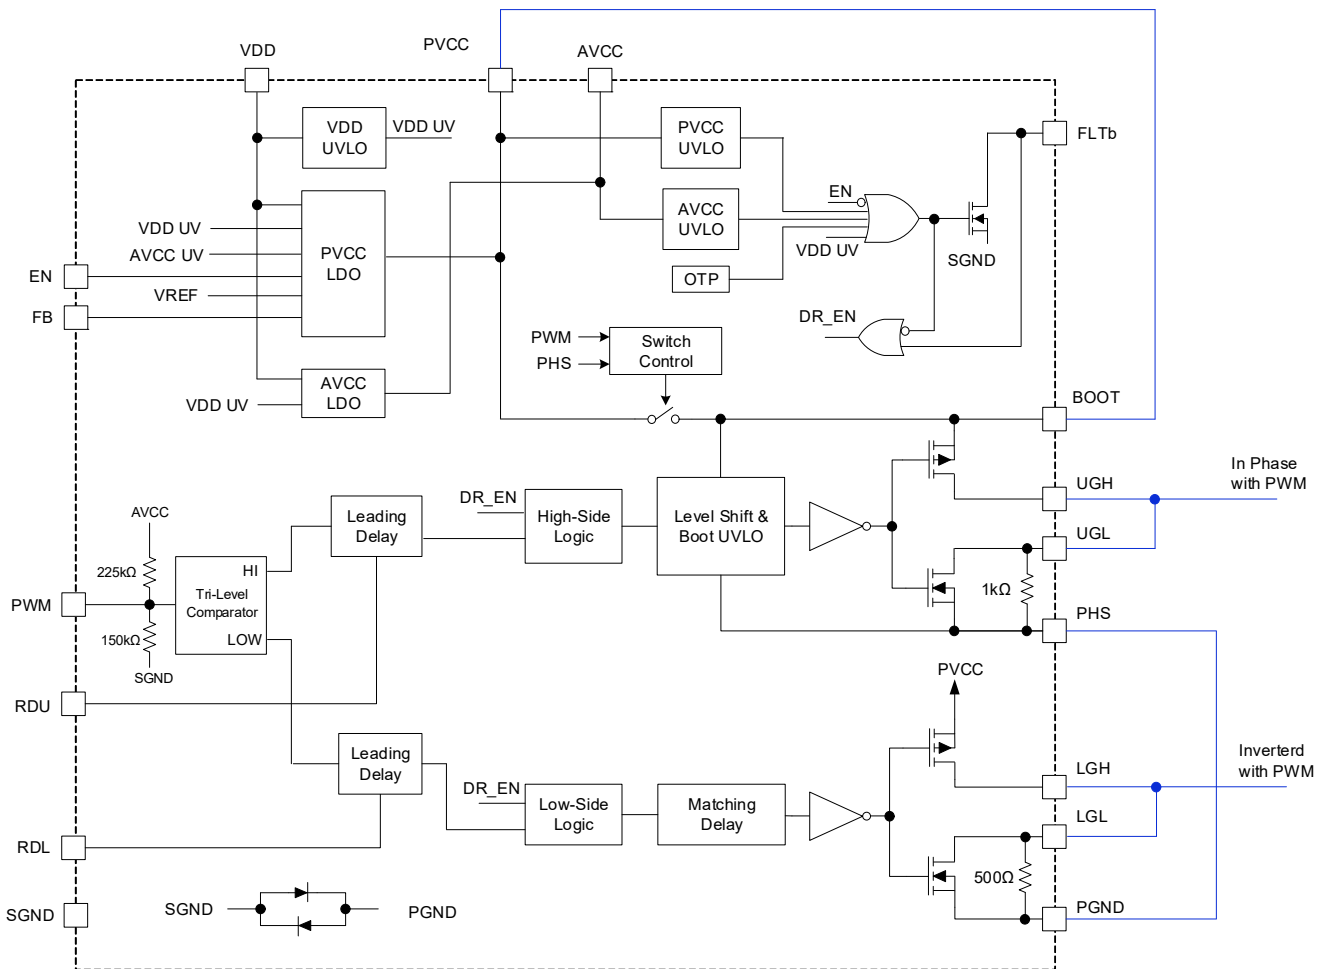 VDD
PVCC
AVCC
VDD
UVLO
VDD UV
PVCC
UVLO
FLTb
EN
AVCC
UVLO
VDD UV
SGND
VDD UV
AVCC UV
PVCC
LDO
EN
VREF
OTP
FB
DR_EN
PWM
PHS
Switch
Control
AVCC
LDO
VDD UV
BOOT
In Phase
with PWM
UGH
DR_EN
High-Side
Logic
Level Shift &
Boot UVLO
Leading
Delay
AVCC
UGL
225kΩ
HI
Tri-Level
Comparator
LOW
1kΩ
PWM
150kΩ
SGND
PHS
PVCC
RDU
Leading
Delay
Inverterd
with PWM
LGH
DR_EN
Low-Side
Logic
Matching
Delay
LGL
RDL
500Ω
SGND
SGND
PGND
PGND